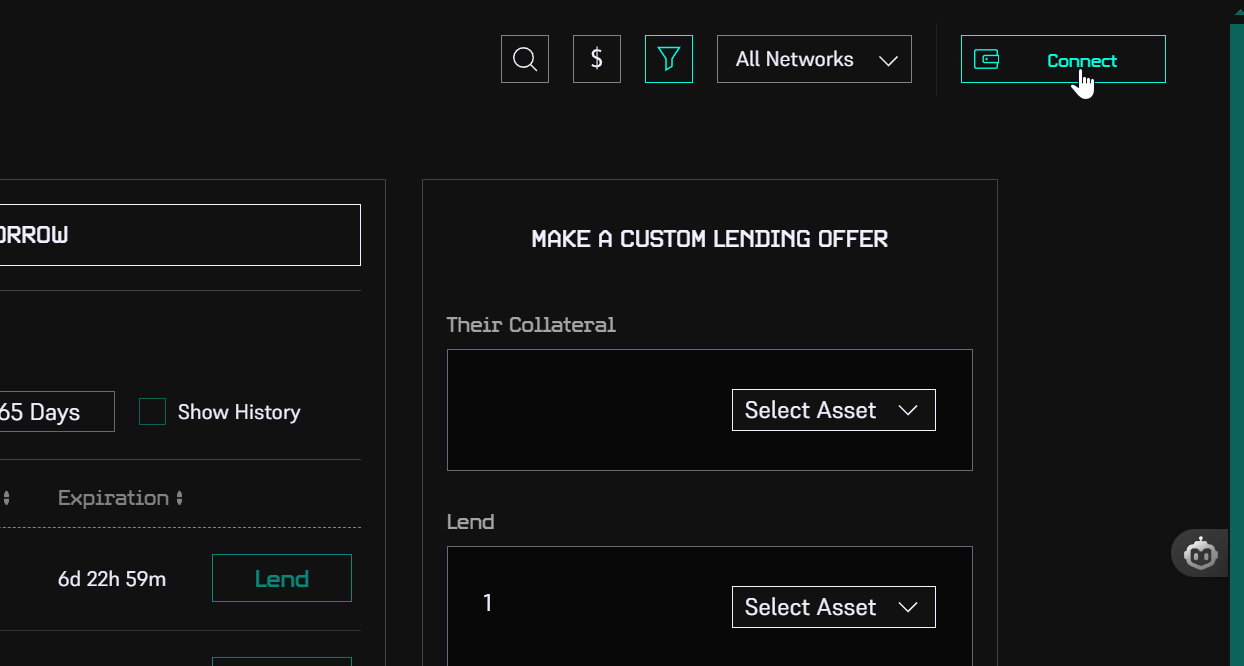 $
All Networks
Connect
ORROW
MAKE A CUSTOM LENDING OFFER
Their Collateral
Select Asset
65 Days
Show History
Expiration
Lend
6d 22h 59m
Lend
1
Select Asset